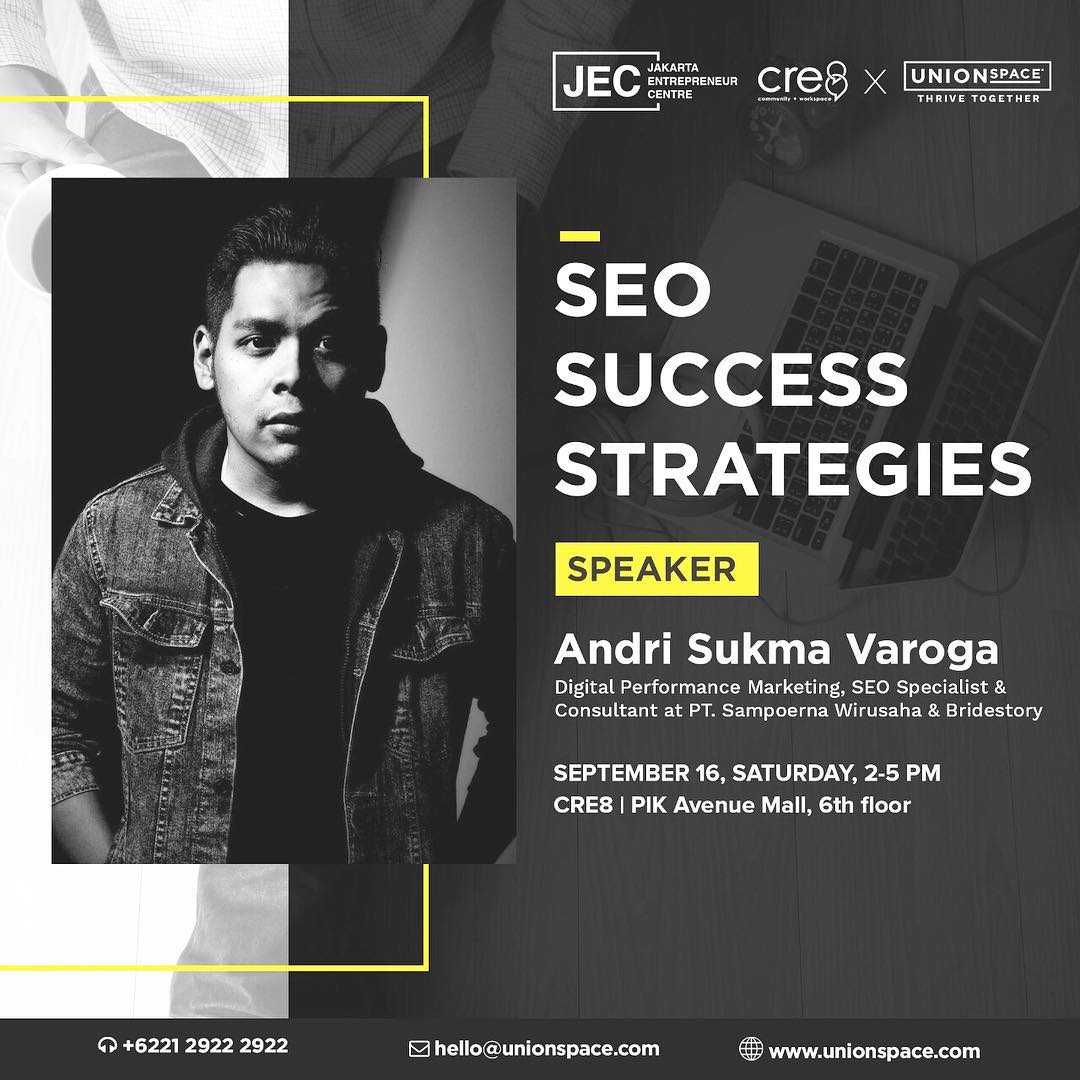 JEC
JAKARTA
ENTREPRENEUR
CENTRE
cre8
community + workspace
X
UNIONSPACE
THRIVE TOGETHER
SEO
SUCCESS
STRATEGIES
SPEAKER
Andri Sukma Varoga
Digital Performance Marketing, SEO Specialist &
Consultant at PT. Sampoerna Wirusaha & Bridestory
SEPTEMBER 16, SATURDAY, 2-5 PM
CRE8 | PIK Avenue Mall, 6th floor
+6221 2922 2922
hello@unionspace.com
www.unionspace.com